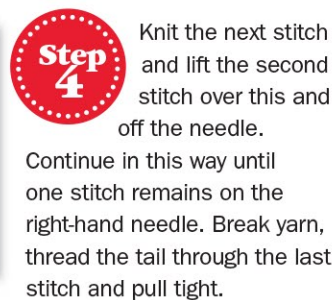 Step
4
Knit the next stitch
and lift the second
stitch over this and
off the needle.
Continue in this way until
one stitch remains on the
right-hand needle. Break yarn,
thread the tail through the last
stitch and pull tight.